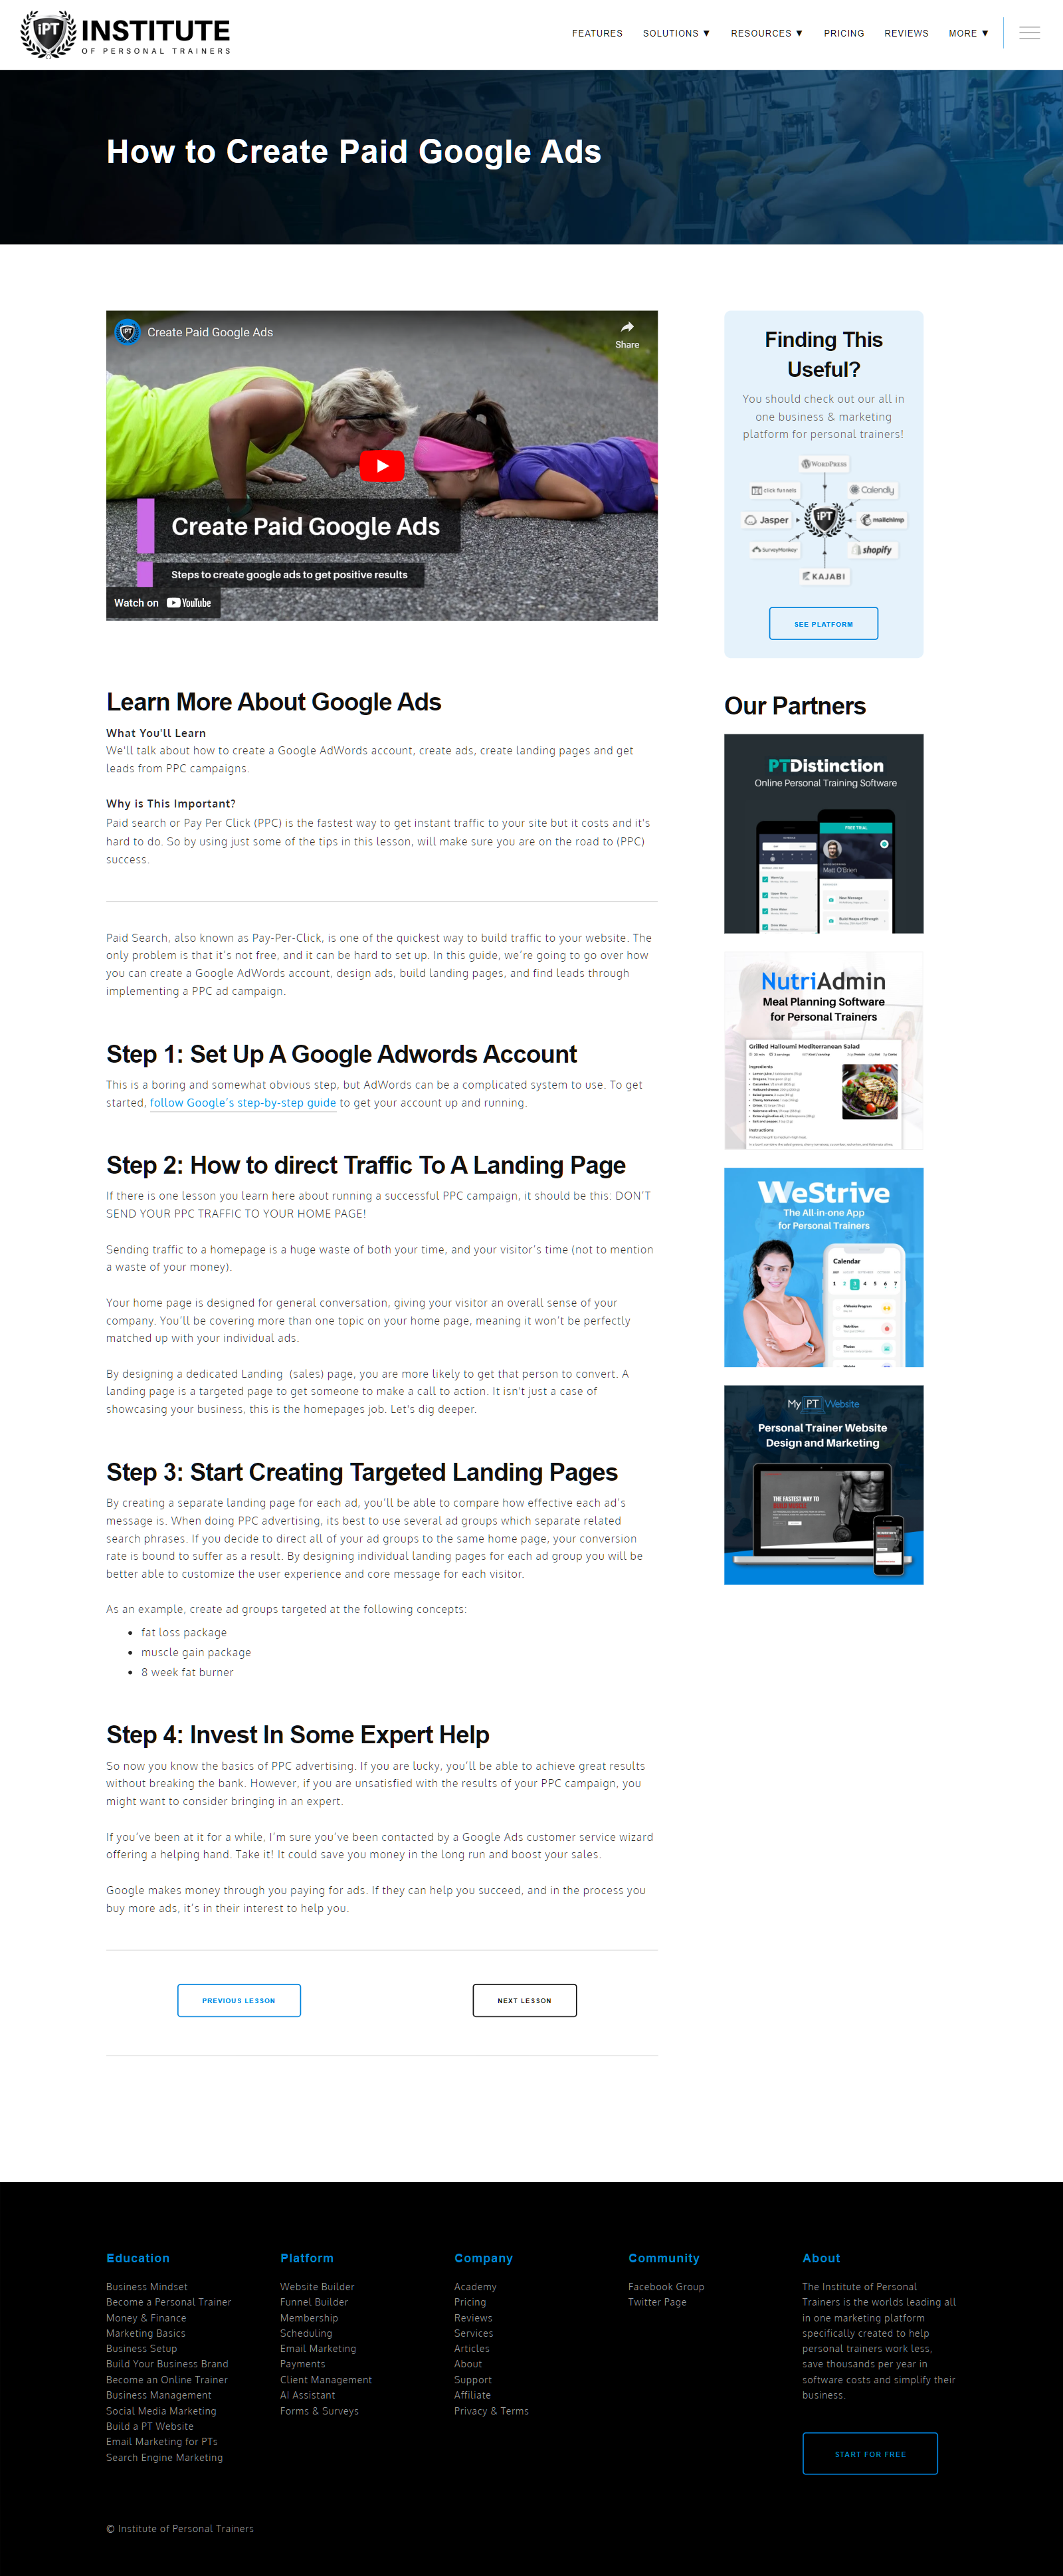 iPT INSTITUTE
OF PERSONAL TRAINERS
FEATURES SOLUTIONS ▼ RESOURCES ▼ PRICING REVIEWS MORE ▼
How to Create Paid Google Ads
iPT Create Paid Google Ads
Share
Create Paid Google Ads
Steps to create google ads to get positive results
Watch on YouTube
Learn More About Google Ads
What You'll Learn
We'll talk about how to create a Google AdWords account, create ads, create landing pages and get
leads from PPC campaigns.
Why is This Important?
Paid search or Pay Per Click (PPC) is the fastest way to get instant traffic to your site but it costs and it's
hard to do. So by using just some of the tips in this lesson, will make sure you are on the road to (PPC)
success.
Paid Search, also known as Pay-Per-Click, is one of the quickest way to build traffic to your website. The
only problem is that it's not free, and it can be hard to set up. In this guide, we're going to go over how
you can create a Google AdWords account, design ads, build landing pages, and find leads through
implementing a PPC ad campaign.
Step 1: Set Up A Google Adwords Account
This is a boring and somewhat obvious step, but AdWords can be a complicated system to use. To get
started, follow Google's step-by-step guide to get your account up and running.
Step 2: How to direct Traffic To A Landing Page
If there is one lesson you learn here about running a successful PPC campaign, it should be this: DON'T
SEND YOUR PPC TRAFFIC TO YOUR HOME PAGE!
Sending traffic to a homepage is a huge waste of both your time, and your visitor's time (not to mention
a waste of your money).
Your home page is designed for general conversation, giving your visitor an overall sense of your
company. You'll be covering more than one topic on your home page, meaning it won't be perfectly
matched up with your individual ads.
By designing a dedicated Landing (sales) page, you are more likely to get that person to convert. A
landing page is a targeted page to get someone to make a call to action. It isn't just a case of
showcasing your business, this is the homepages job. Let's dig deeper.
Step 3: Start Creating Targeted Landing Pages
By creating a separate landing page for each ad, you'll be able to compare how effective each ad's
message is. When doing PPC advertising, its best to use several ad groups which separate related
search phrases. If you decide to direct all of your ad groups to the same home page, your conversion
rate is bound to suffer as a result. By designing individual landing pages for each ad group you will be
better able to customize the user experience and core message for each visitor.
As an example, create ad groups targeted at the following concepts:
• fat loss package
• muscle gain package
• 8 week fat burner
Step 4: Invest In Some Expert Help
So now you know the basics of PPC advertising. If you are lucky, you'll be able to achieve great results
without breaking the bank. However, if you are unsatisfied with the results of your PPC campaign, you
might want to consider bringing in an expert.
If you've been at it for a while, I'm sure you've been contacted by a Google Ads customer service wizard
offering a helping hand. Take it! It could save you money in the long run and boost your sales.
Google makes money through you paying for ads. If they can help you succeed, and in the process you
buy more ads, it's in their interest to help you.
PREVIOUS LESSON
NEXT LESSON
Finding This
Useful?
You should check out our all in
one business & marketing
platform for personal trainers!
WORDPRESS
click funnels
Calendly
Jasper
iPT
mailchimp
SurveyMonkey
shopify
KAJABI
SEE PLATFORM
Our Partners
PTDistinction
Online Personal Training Software
FREE TRIAL
Matt O'Brien
New Message
Build Heaps of Strength
NutriAdmin
Meal Planning Software
for Personal Trainers
Grilled Halloumi Mediterranean Salad
Ingredients
Instructions
WeStrive
The All-in-one App
for Personal Trainers
Calendar
1 2 3 4 5 6 7
Nutrition
Photos
Weight
My PT Website
Personal Trainer Website
Design and Marketing
THE FASTEST WAY TO
Education
Business Mindset
Become a Personal Trainer
Money & Finance
Marketing Basics
Business Setup
Build Your Business Brand
Become an Online Trainer
Business Management
Social Media Marketing
Build a PT Website
Email Marketing for PTs
Search Engine Marketing
Platform
Website Builder
Funnel Builder
Membership
Scheduling
Email Marketing
Payments
Client Management
AI Assistant
Forms & Surveys
Company
Academy
Pricing
Reviews
Services
Articles
About
Support
Affiliate
Privacy & Terms
Community
Facebook Group
Twitter Page
About
The Institute of Personal
Trainers is the worlds leading all
in one marketing platform
specifically created to help
personal trainers work less,
save thousands per year in
software costs and simplify their
business.
START FOR FREE
© Institute of Personal Trainers